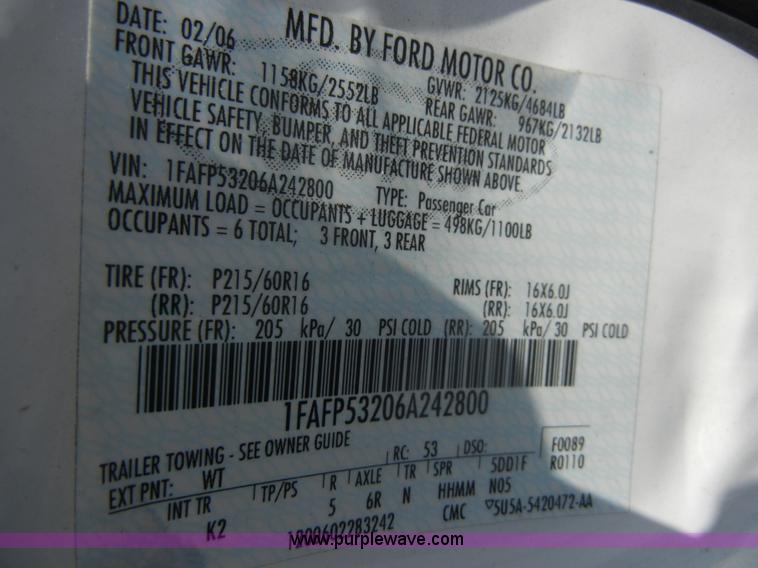 DATE: 02/06 MFD. BY FORD MOTOR CO.
FRONT GAWR: 1158KG/2552LB GVWR: 2125KG/4684LB
REAR GAWR: 967KG/2132LB
THIS VEHICLE CONFORMS TO ALL APPLICABLE FEDERAL MOTOR
VEHICLE SAFETY, BUMPER, AND THEFT PREVENTION STANDARDS
IN EFFECT ON THE DATE OF MANUFACTURE SHOWN ABOVE.
VIN: 1FAFP53206A242800 TYPE: Passenger Car
MAXIMUM LOAD = OCCUPANTS + LUGGAGE = 498KG/1100LB
OCCUPANTS = 6 TOTAL; 3 FRONT, 3 REAR
TIRE (FR): P215/60R16 RIMS (FR): 16X6.0J
(RR): P215/60R16 (RR): 16X6.0J
PRESSURE (FR): 205 kPa/ 30 PSI COLD (RR): 205 kPa/ 30 PSI COLD
1FAFP53206A242800
TRAILER TOWING - SEE OWNER GUIDE RC: 53 DSO: F0089
EXT PNT: WT 5DD1F R0110
INT TR TP/PS R AXLE TR SPR N05
K2 5 6R N HHMM
200602283242 CMC 5U5A-5420472-AA
www.purplewave.com